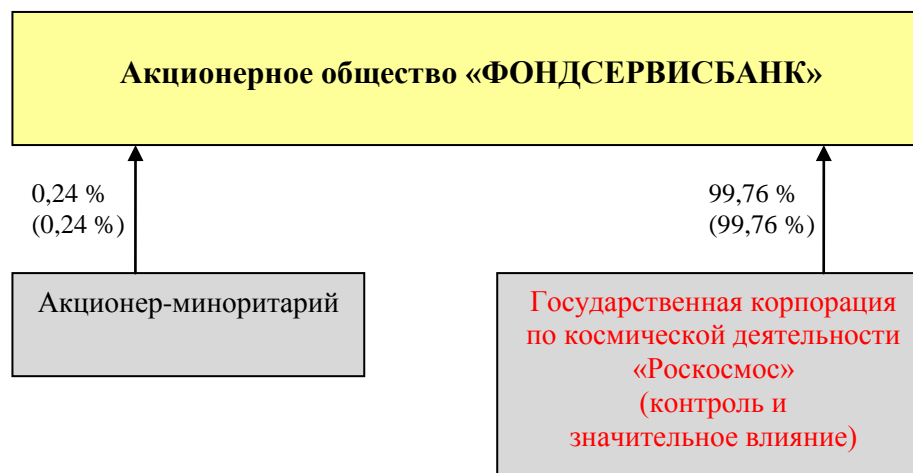 Акционерное общество «ФОНДСЕРВИСБАНК»
0,24 %
(0,24 %)
99,76 %
(99,76 %)
Акционер-миноритарий
Государственная корпорация
по космической деятельности
«Роскосмос»
(контроль и
значительное влияние)